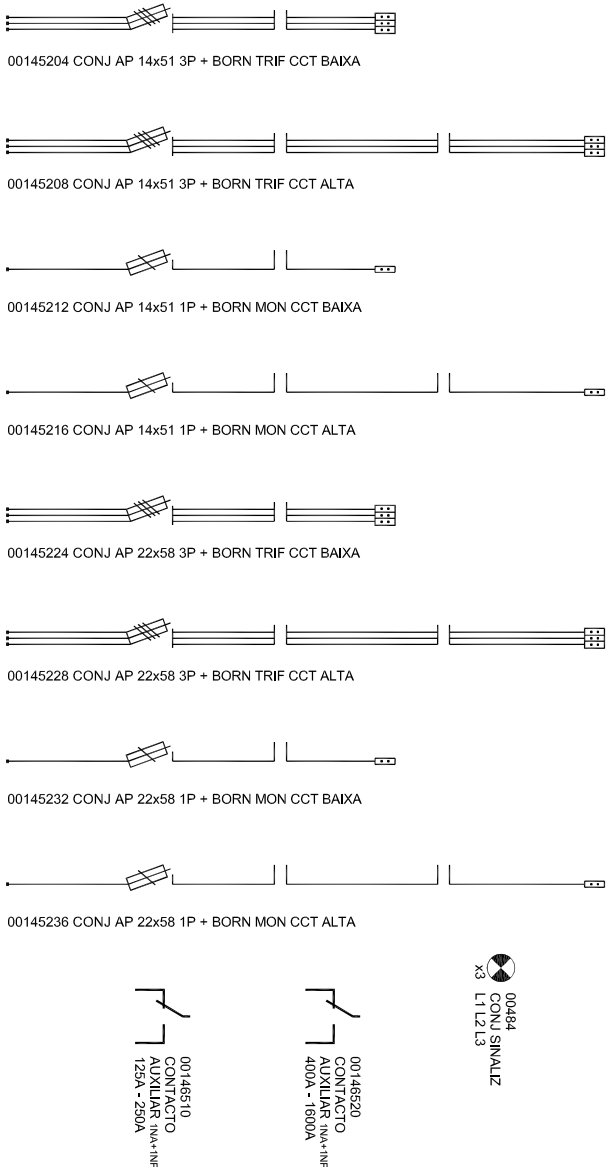 00145204 CONJ AP 14x51 3P + BORN TRIF CCT BAIXA
00145208 CONJ AP 14x51 3P + BORN TRIF CCT ALTA
00145212 CONJ AP 14x51 1P + BORN MON CCT BAIXA
00145216 CONJ AP 14x51 1P + BORN MON CCT ALTA
00145224 CONJ AP 22x58 3P + BORN TRIF CCT BAIXA
00145228 CONJ AP 22x58 3P + BORN TRIF CCT ALTA
00145232 CONJ AP 22x58 1P + BORN MON CCT BAIXA
00145236 CONJ AP 22x58 1P + BORN MON CCT ALTA
00146510
CONTACTO
AUXILIAR 1NA+1NF
125A - 250A
00146520
CONTACTO
AUXILIAR 1NA+1NF
400A - 1600A
00484
CONJ SINALIZ
L1 L2 L3
x3